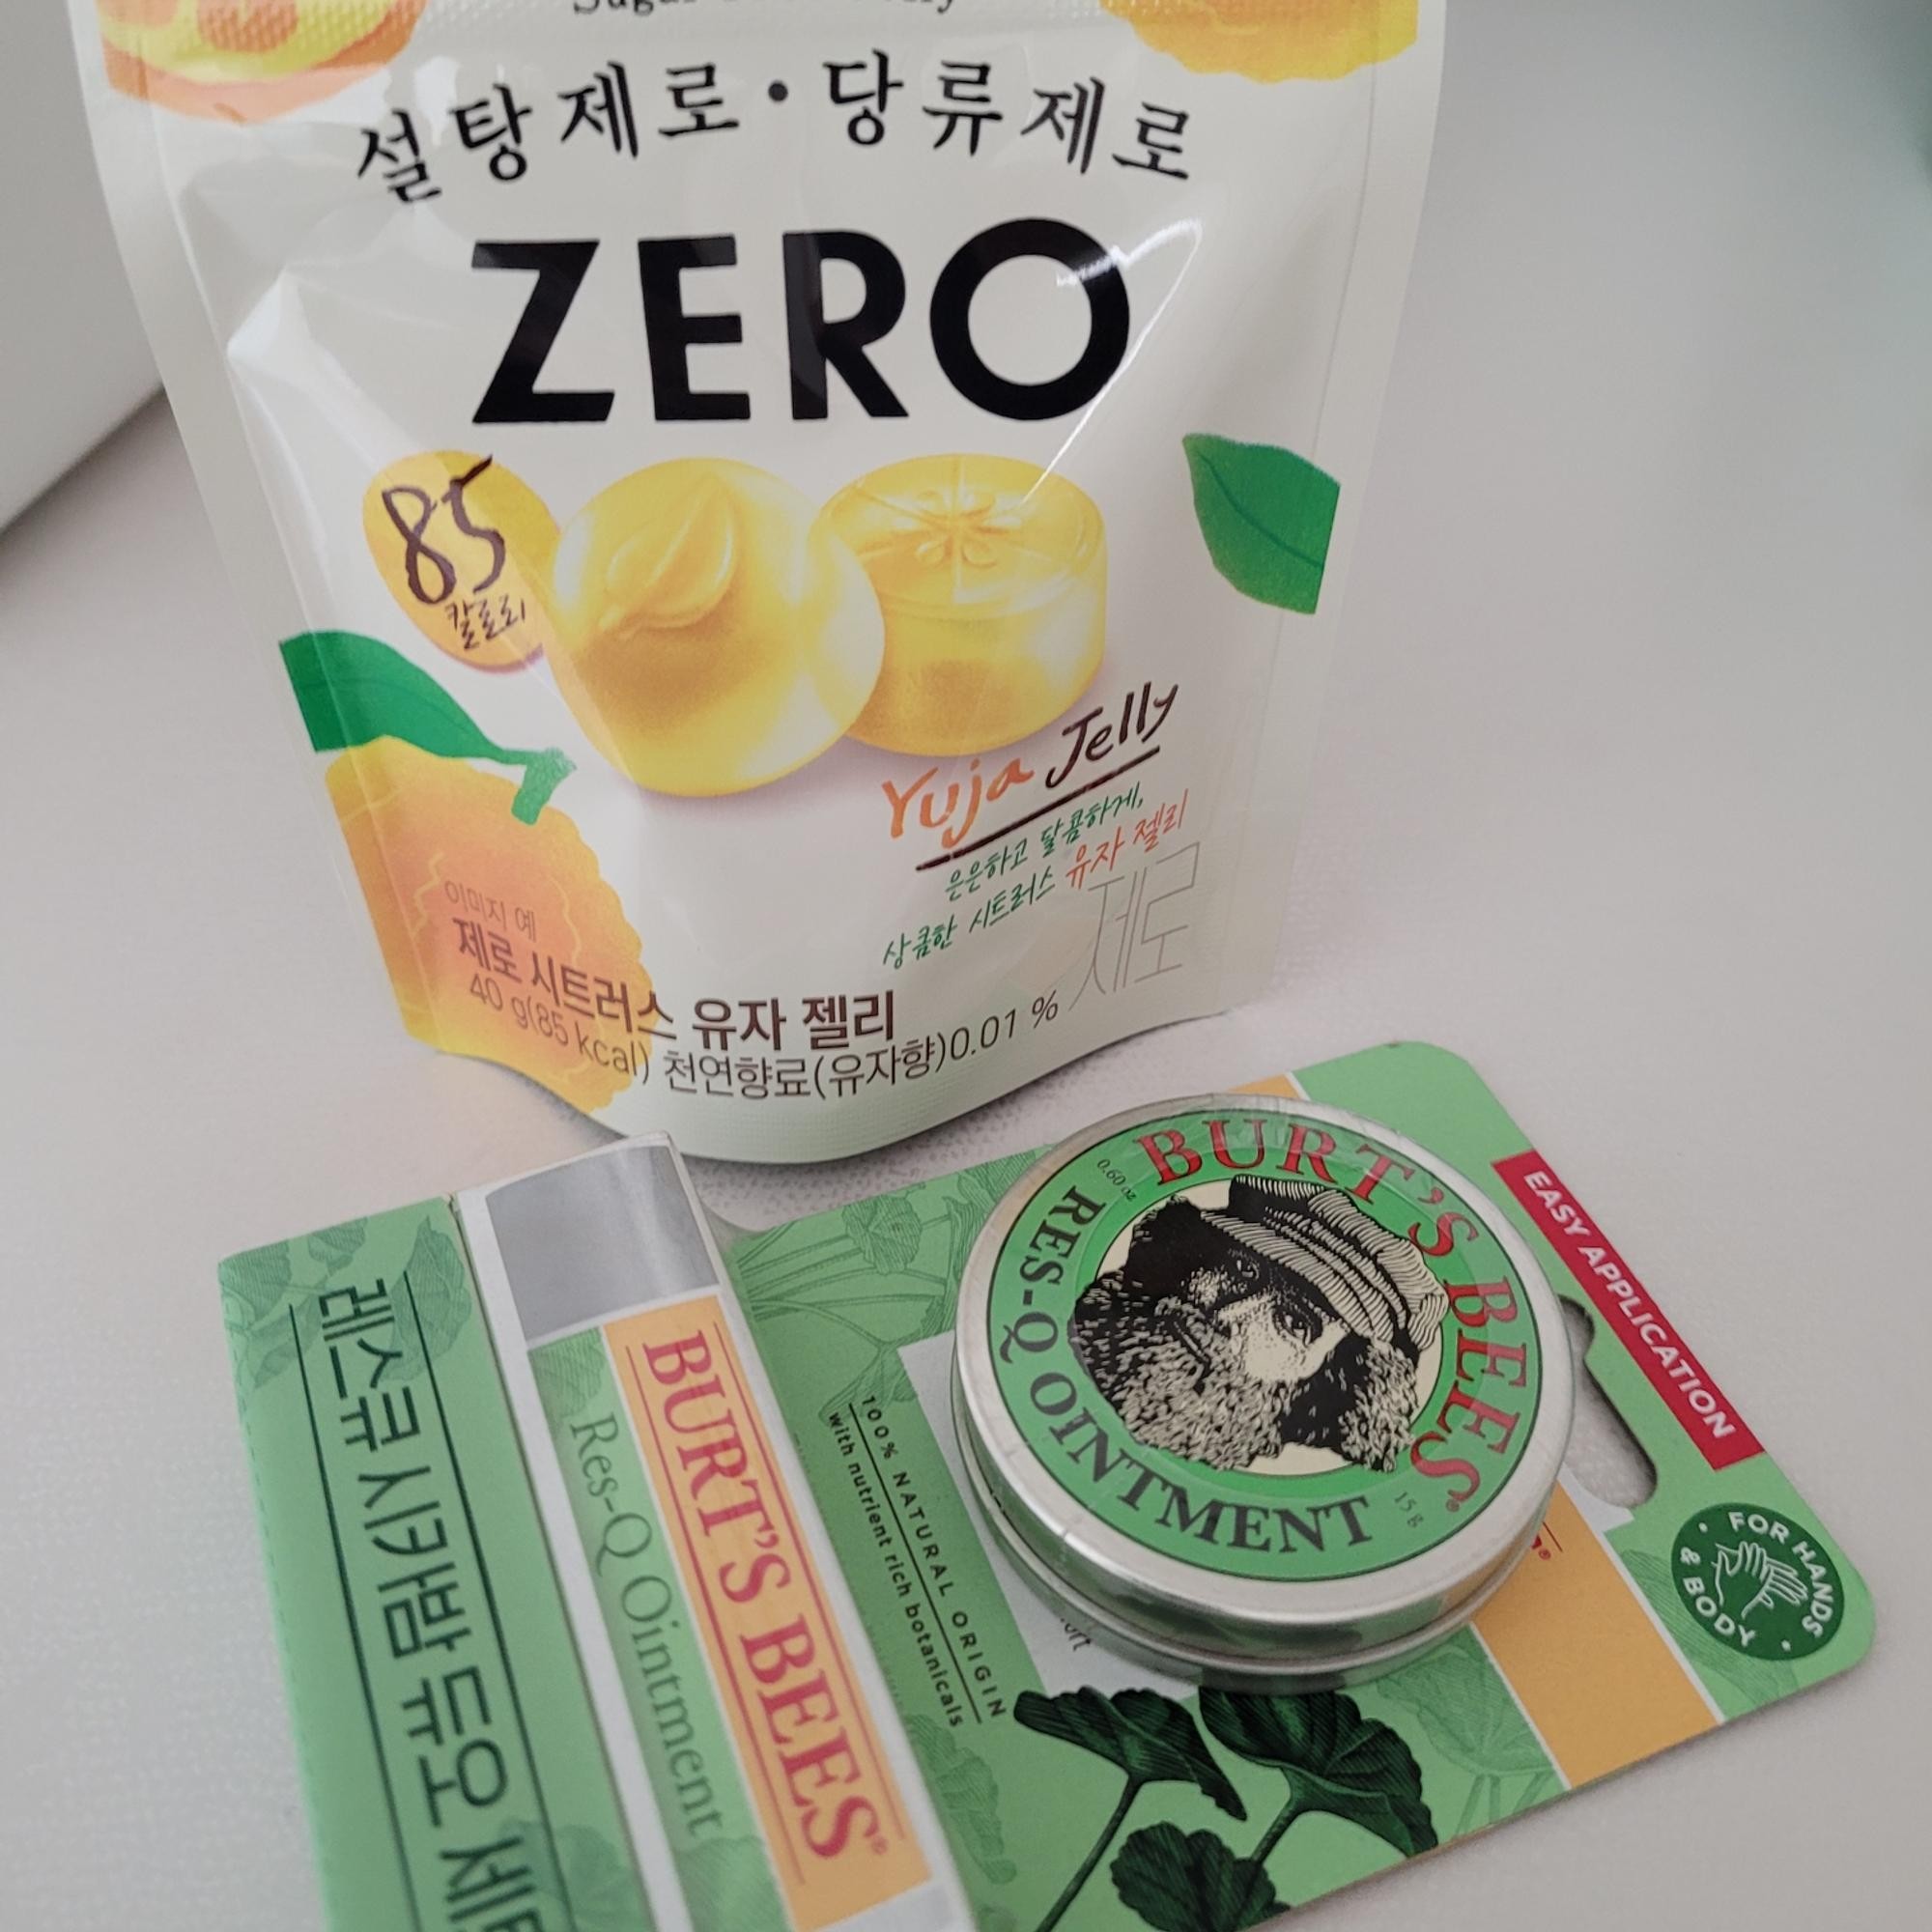 설탕제로·당류제로
ZERO
85
칼로리
Yuja Jelly
은은하고 달콤하게,
상큼한 시트러스 유자 젤리
제로
이미지 예
제로 시트러스 유자 젤리
40 g(85 kcal) 천연향료(유자향)0.01 %
레스큐 시카밤 듀오 세트
BURT'S BEES®
Res-Q Ointment
100% NATURAL ORIGIN
with nutrient rich botanicals
BURT'S BEES®
RES-Q OINTMENT
0.60 oz
15 g
EASY APPLICATION
FOR HANDS & BODY